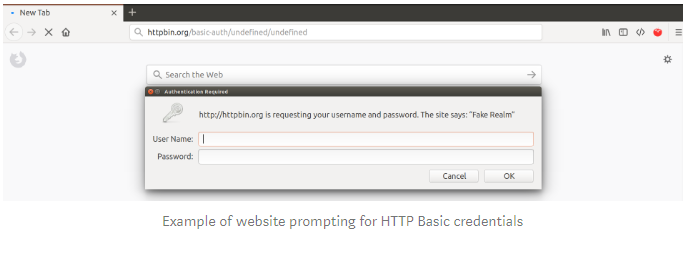 New Tab
httpbin.org/basic-auth/undefined/undefined
Search the Web
Authentication Required
http://httpbin.org is requesting your username and password. The site says: "Fake Realm"
User Name:
Password:
Cancel OK
Example of website prompting for HTTP Basic credentials